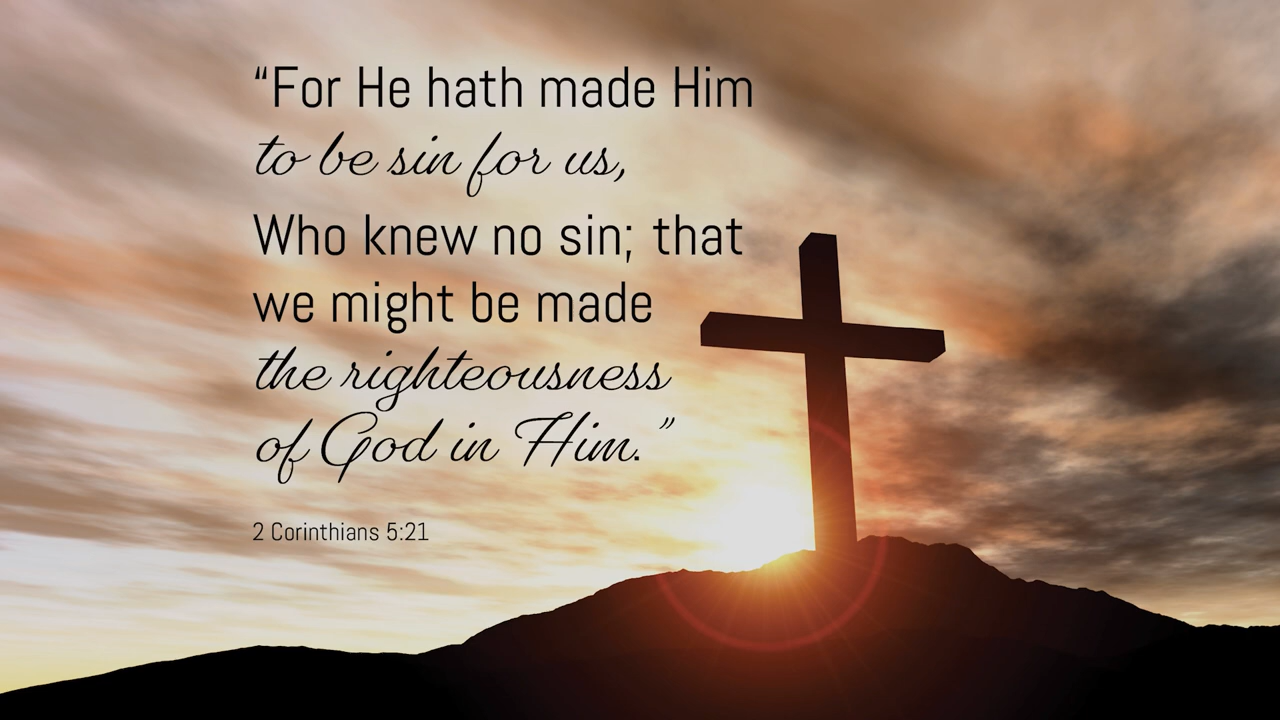 “For He hath made Him
to be sin for us,
Who knew no sin; that
we might be made
the righteousness
of God in Him.”
2 Corinthians 5:21